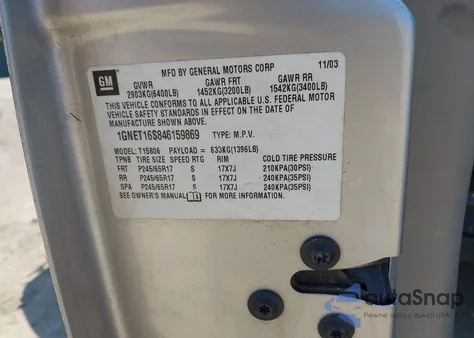 GM
MFD BY GENERAL MOTORS CORP 11/03
GVWR GAWR FRT GAWR RR
2903KG(6400LB) 1452KG(3200LB) 1542KG(3400LB)
THIS VEHICLE CONFORMS TO ALL APPLICABLE U.S. FEDERAL MOTOR
VEHICLE SAFETY STANDARDS IN EFFECT ON THE DATE OF
MANUFACTURE SHOWN ABOVE.
1GNET16S846159869 TYPE: M.P.V.
MODEL: T15806 PAYLOAD = 633KG(1396LB)
TPNB TIRE SIZE SPEED RTG RIM COLD TIRE PRESSURE
FRT P245/65R17 S 17X7J 210KPA(30PSI)
RR P245/65R17 S 17X7J 240KPA(35PSI)
SPA P245/65R17 S 17X7J 240KPA(35PSI)
SEE OWNER'S MANUAL FOR MORE INFORMATION.
autoSnap
Pewne auto z aukcji USA